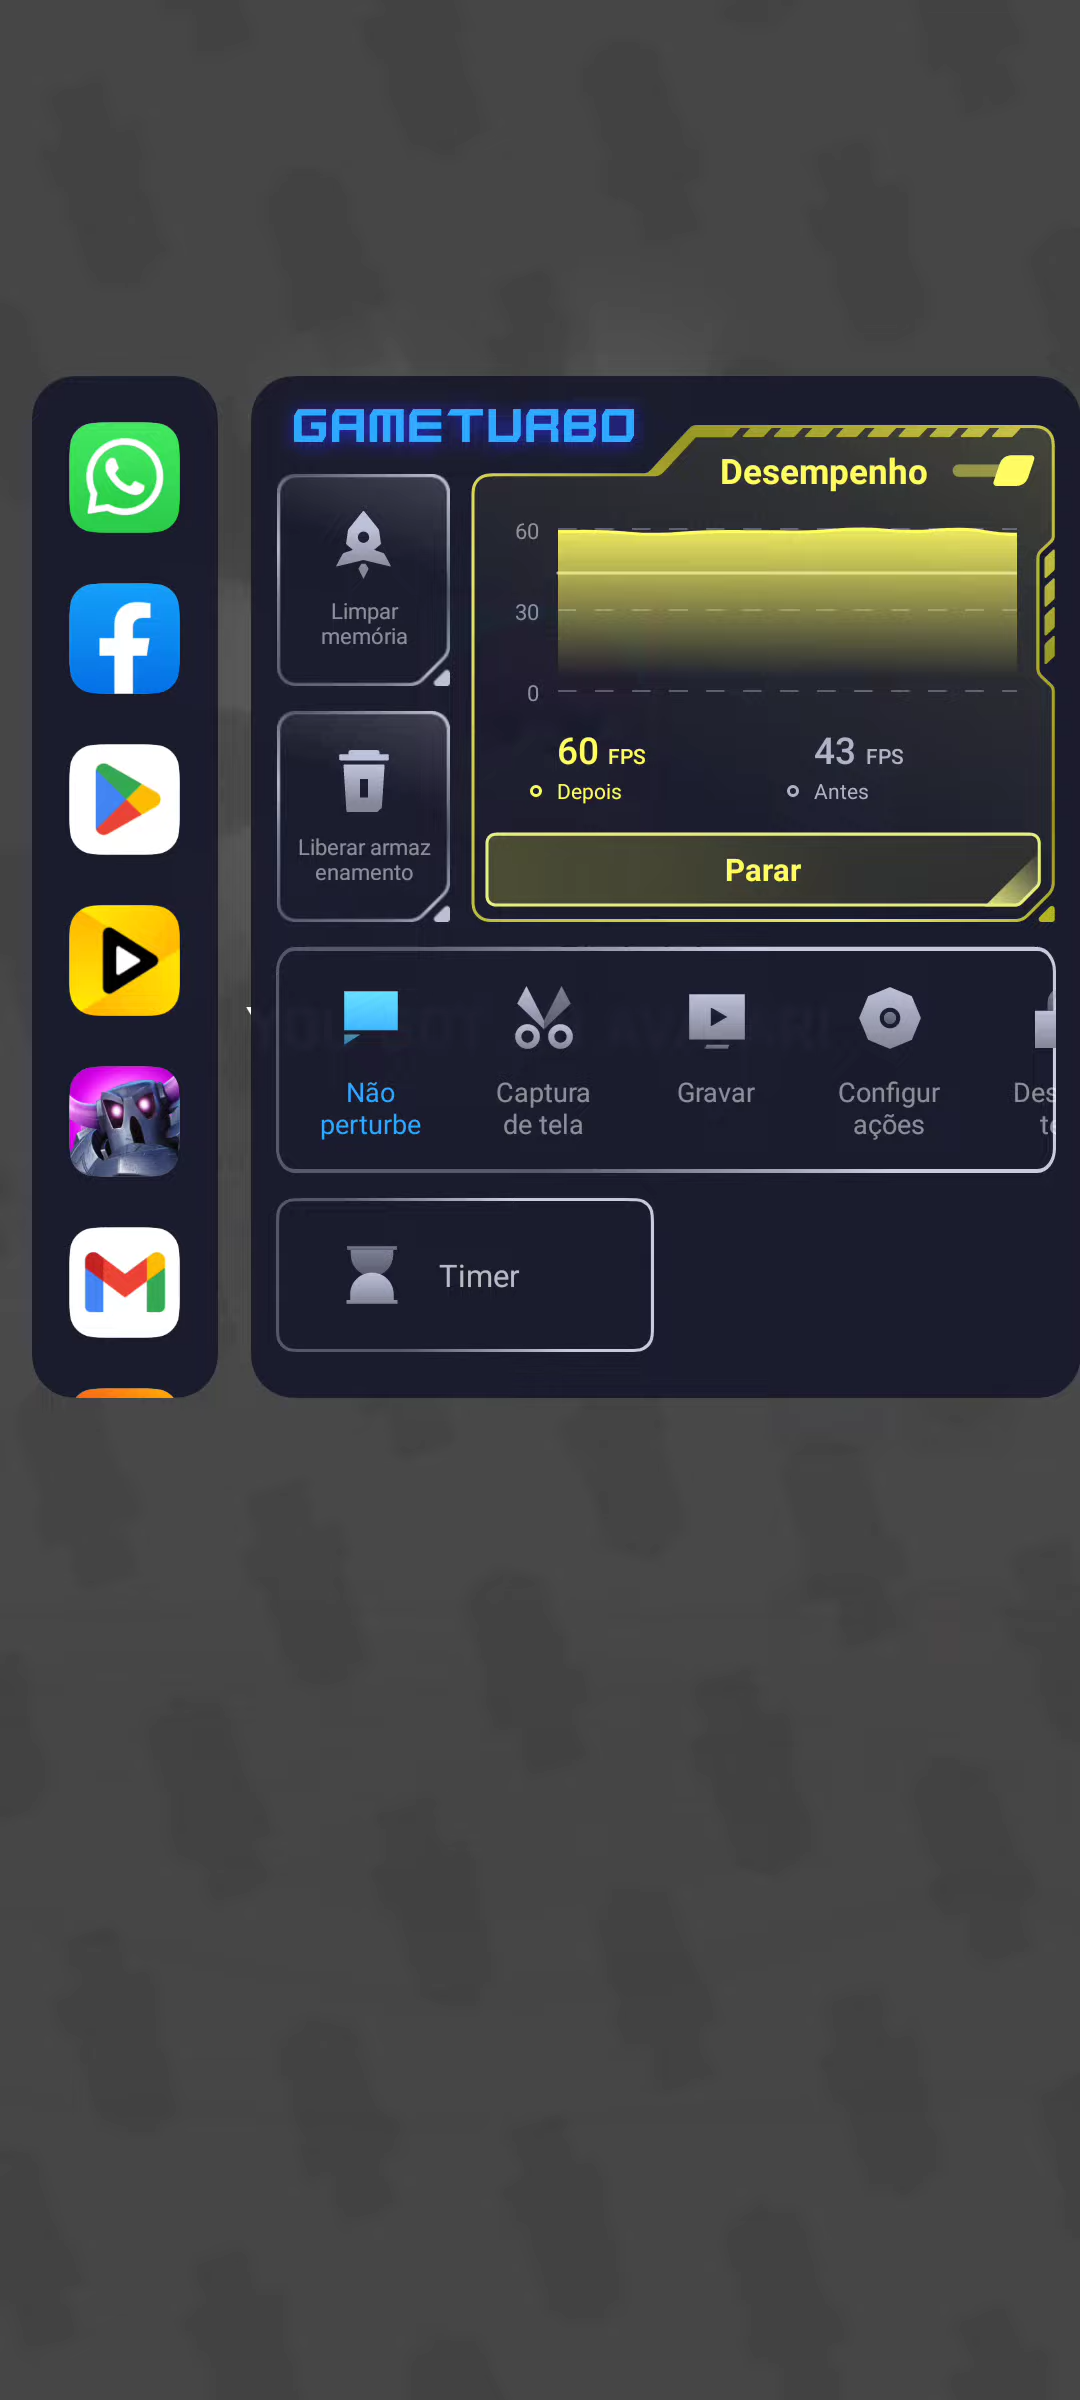 GAMETURBO
Desempenho
Limpar
memória
60
30
0
60 FPS
43 FPS
Depois
Antes
Liberar armaz
enamento
Parar
Não
perturbe
Captura
de tela
Gravar
Configur
ações
Des
t
Timer